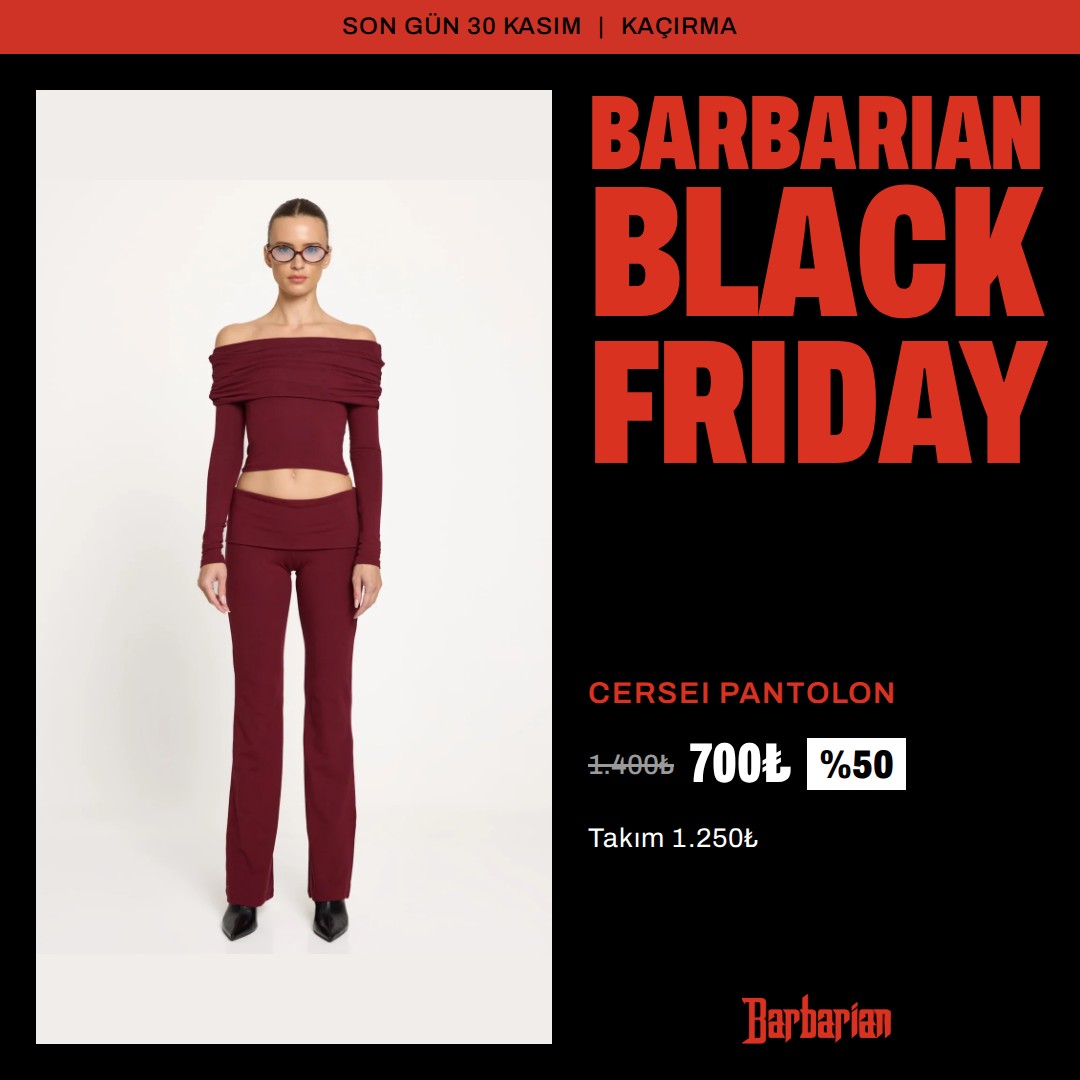 SON GÜN 30 KASIM | KAÇIRMA
BARBARIAN
BLACK
FRIDAY
CERSEI PANTOLON
1.400₺ 700₺ %50
Takım 1.250₺
Barbarian